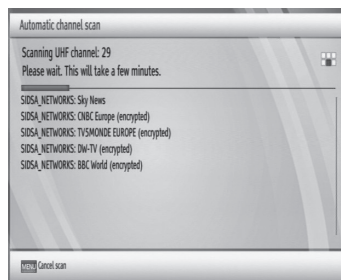 Automatic channel scan
Scanning UHF channel: 29
Please wait. This will take a few minutes.
SIDSA_NETWORKS: Sky News
SIDSA_NETWORKS: CNBC Europe (encrypted)
SIDSA_NETWORKS: TV5MONDE EUROPE (encrypted)
SIDSA_NETWORKS: DW-TV (encrypted)
SIDSA_NETWORKS: BBC World (encrypted)
MENU Cancel scan